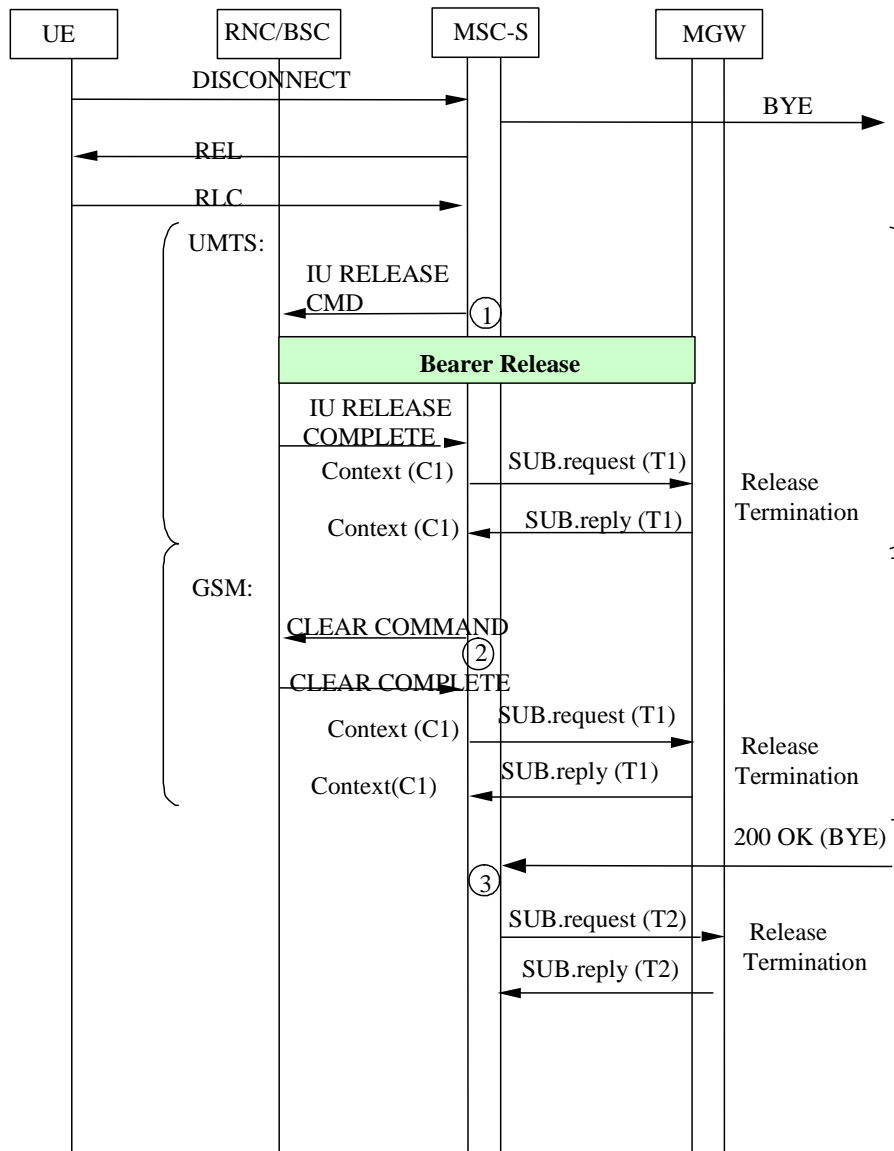 UE
RNC/BSC
MSC-S
MGW
DISCONNECT
BYE
REL
RLC
UMTS:
IU RELEASE
CMD
1
Bearer Release
IU RELEASE
COMPLETE
Context (C1)
SUB.request (T1)
Release
Termination
Context (C1)
SUB.reply (T1)
GSM:
CLEAR COMMAND
2
CLEAR COMPLETE
Context (C1)
SUB.request (T1)
Release
Termination
Context(C1)
SUB.reply (T1)
200 OK (BYE)
3
SUB.request (T2)
Release
Termination
SUB.reply (T2)